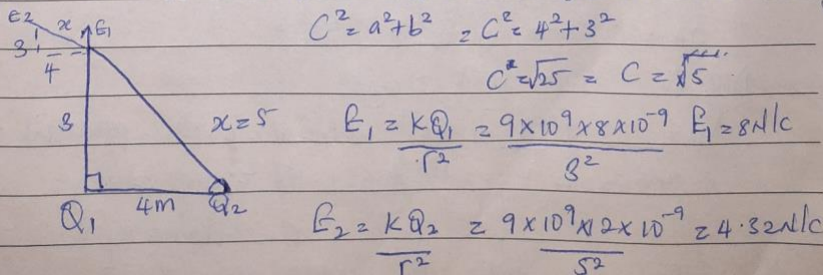 E2 x E1
3
4
C² = a² + b² = C² = 4² + 3²
C² = √25 = C = √5
3 x = 5
E₁ = KQ₁/r² = 9×10⁹×8×10⁻⁹/3² E₁ = 8N/c
Q₁ 4m Q₂
E₂ = KQ₂/r² = 9×10⁹×12×10⁻⁹/5² = 4.32N/c